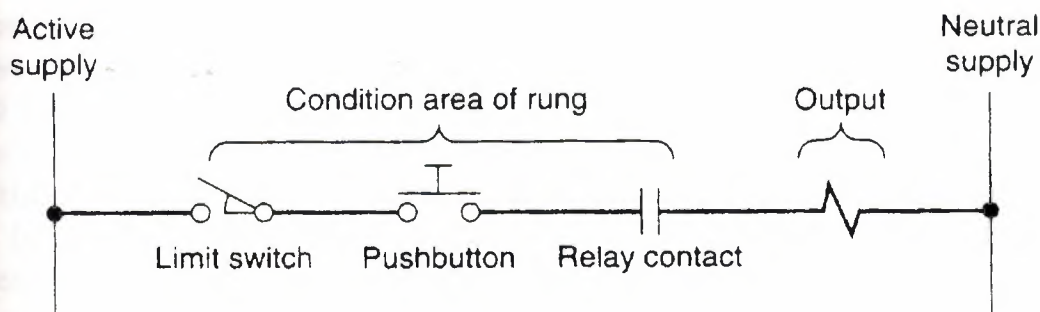 Active
supply
Neutral
supply
Condition area of rung
Output
Limit switch
Pushbutton
Relay contact